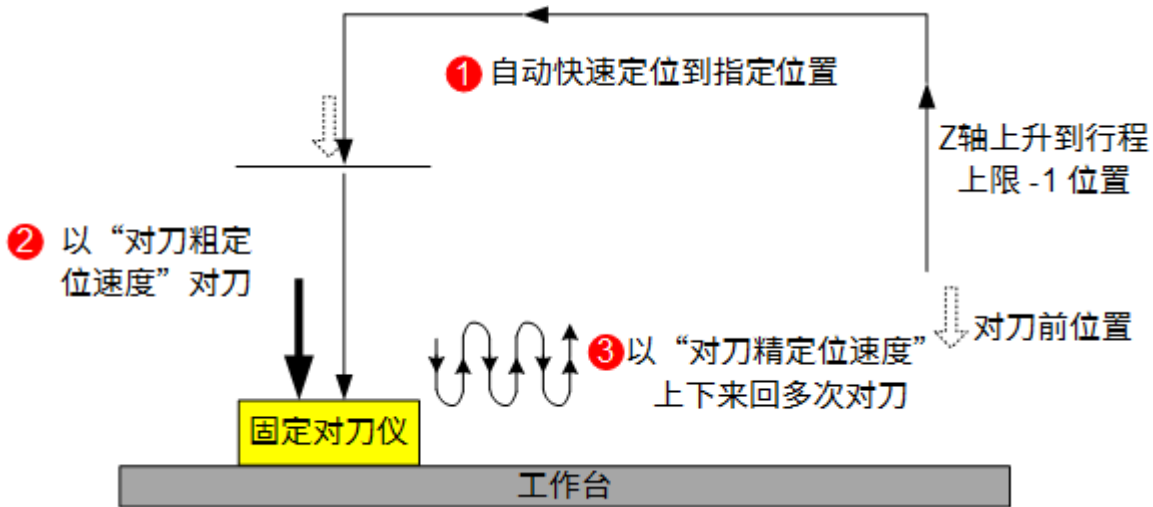 1 自动快速定位到指定位置
Z轴上升到行程
上限 -1 位置
2 以“对刀粗定
位速度”对刀
对刀前位置
3 以“对刀精定位速度”
上下来回多次对刀
固定对刀仪
工作台